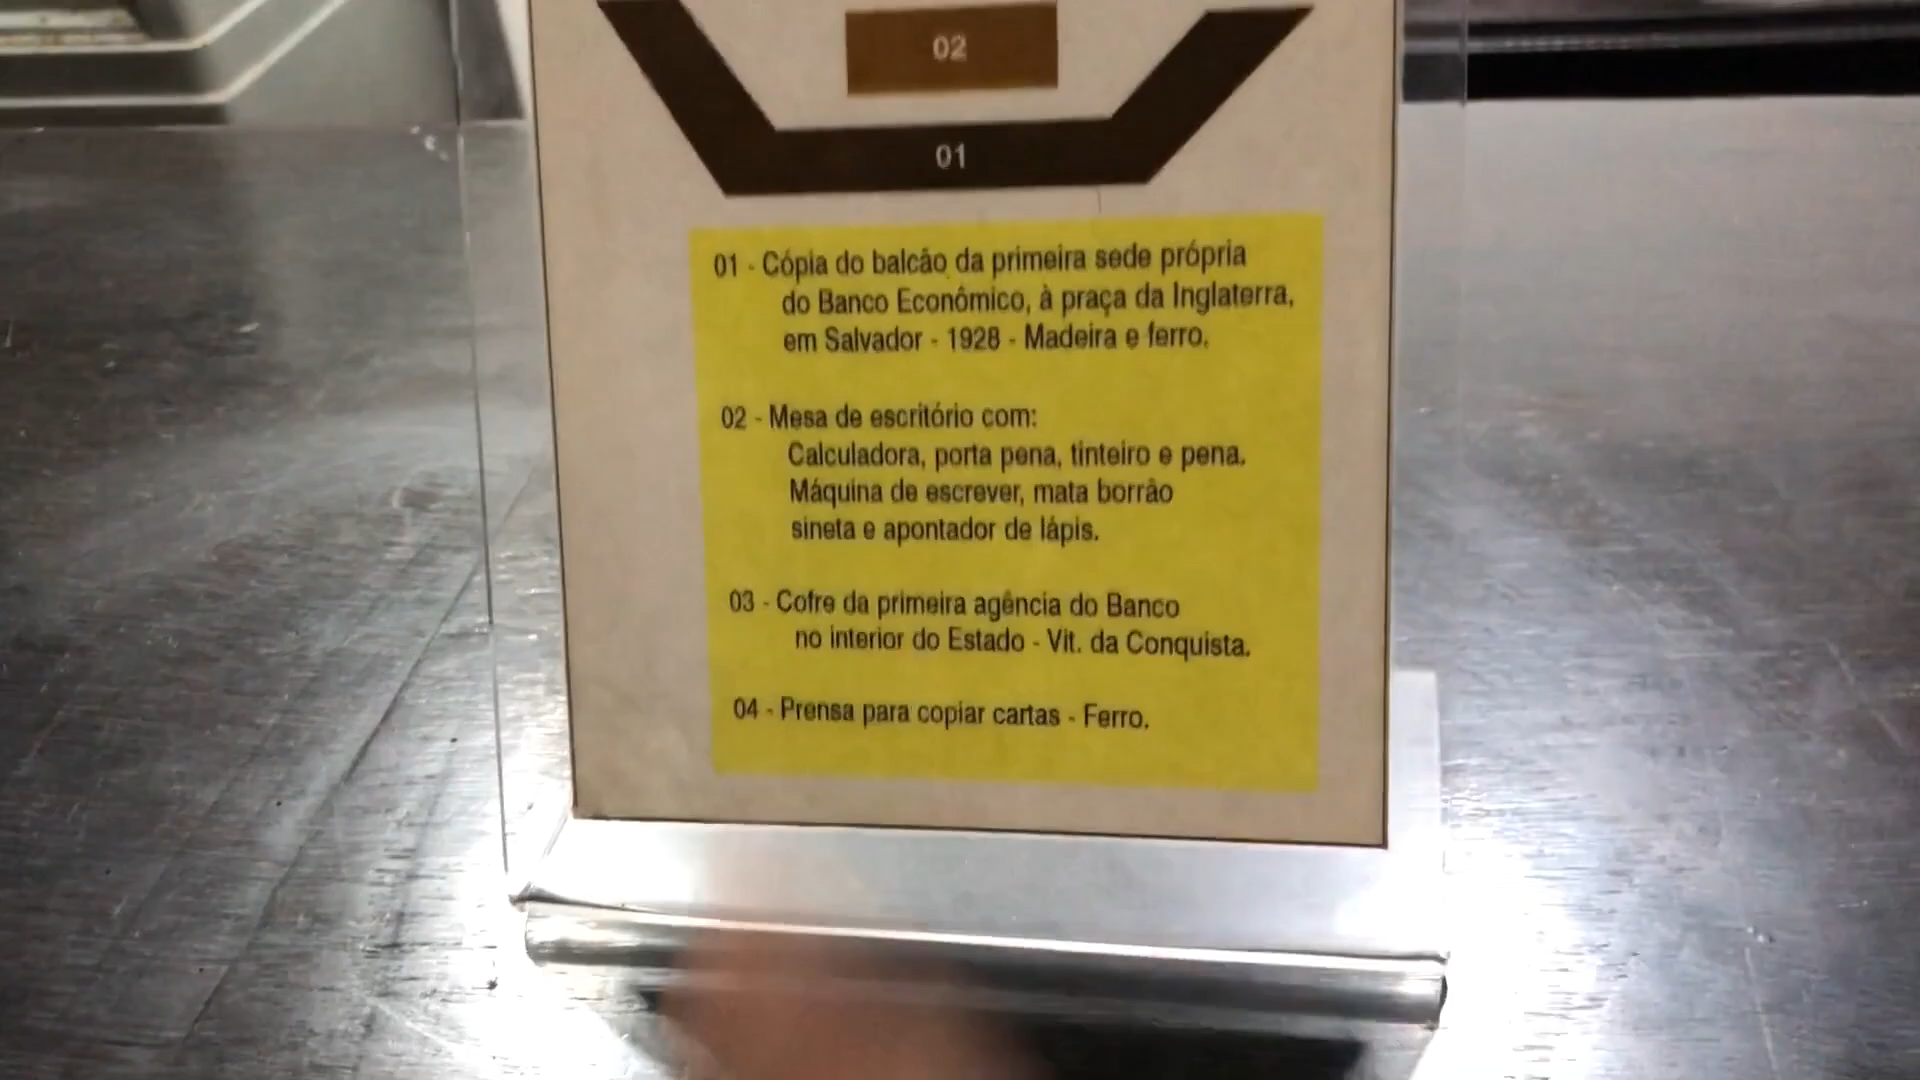 02
01
01 - Cópia do balcão da primeira sede própria
do Banco Econômico, à praça da Inglaterra,
em Salvador - 1928 - Madeira e ferro.
02 - Mesa de escritório com:
Calculadora, porta pena, tinteiro e pena.
Máquina de escrever, mata borrão
sineta e apontador de lápis.
03 - Cofre da primeira agência do Banco
no interior do Estado - Vit. da Conquista.
04 - Prensa para copiar cartas - Ferro.